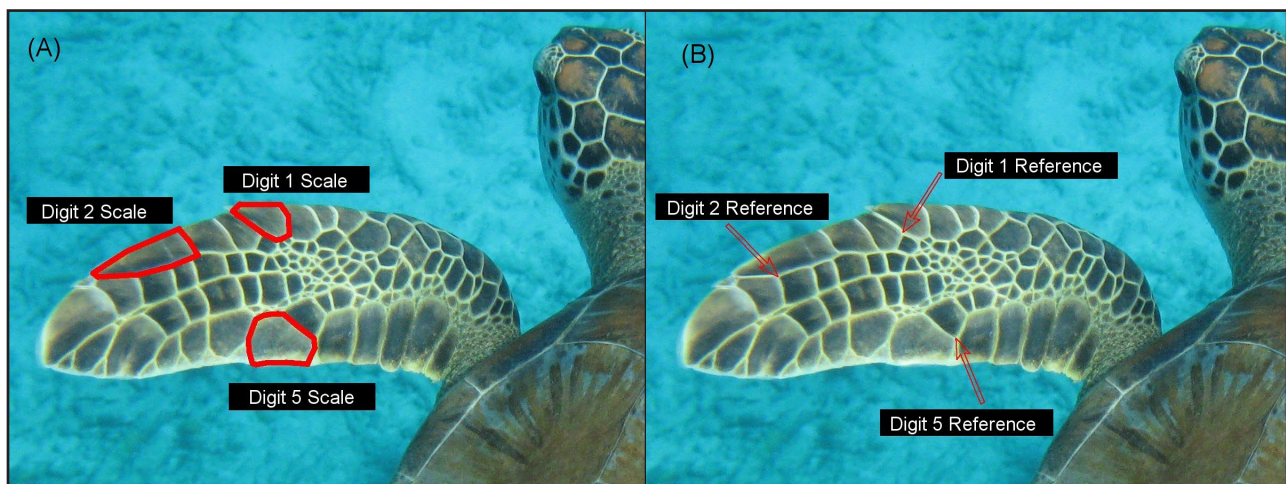 (A)
Digit 1 Scale
Digit 2 Scale
Digit 5 Scale
(B)
Digit 1 Reference
Digit 2 Reference
Digit 5 Reference